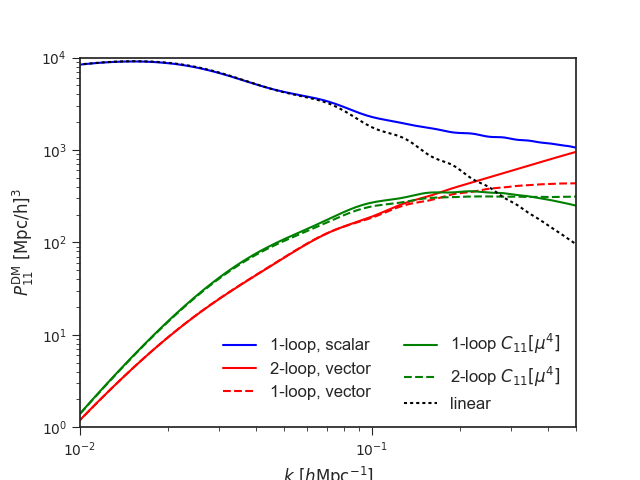 10^4
10^3
10^2
10^1
10^0
P_{11}^{DM} [Mpc/h]^3
1-loop, scalar
2-loop, vector
1-loop, vector
1-loop C_{11}[μ^4]
2-loop C_{11}[μ^4]
linear
10^{-2}
10^{-1}
k [hMpc^{-1}]